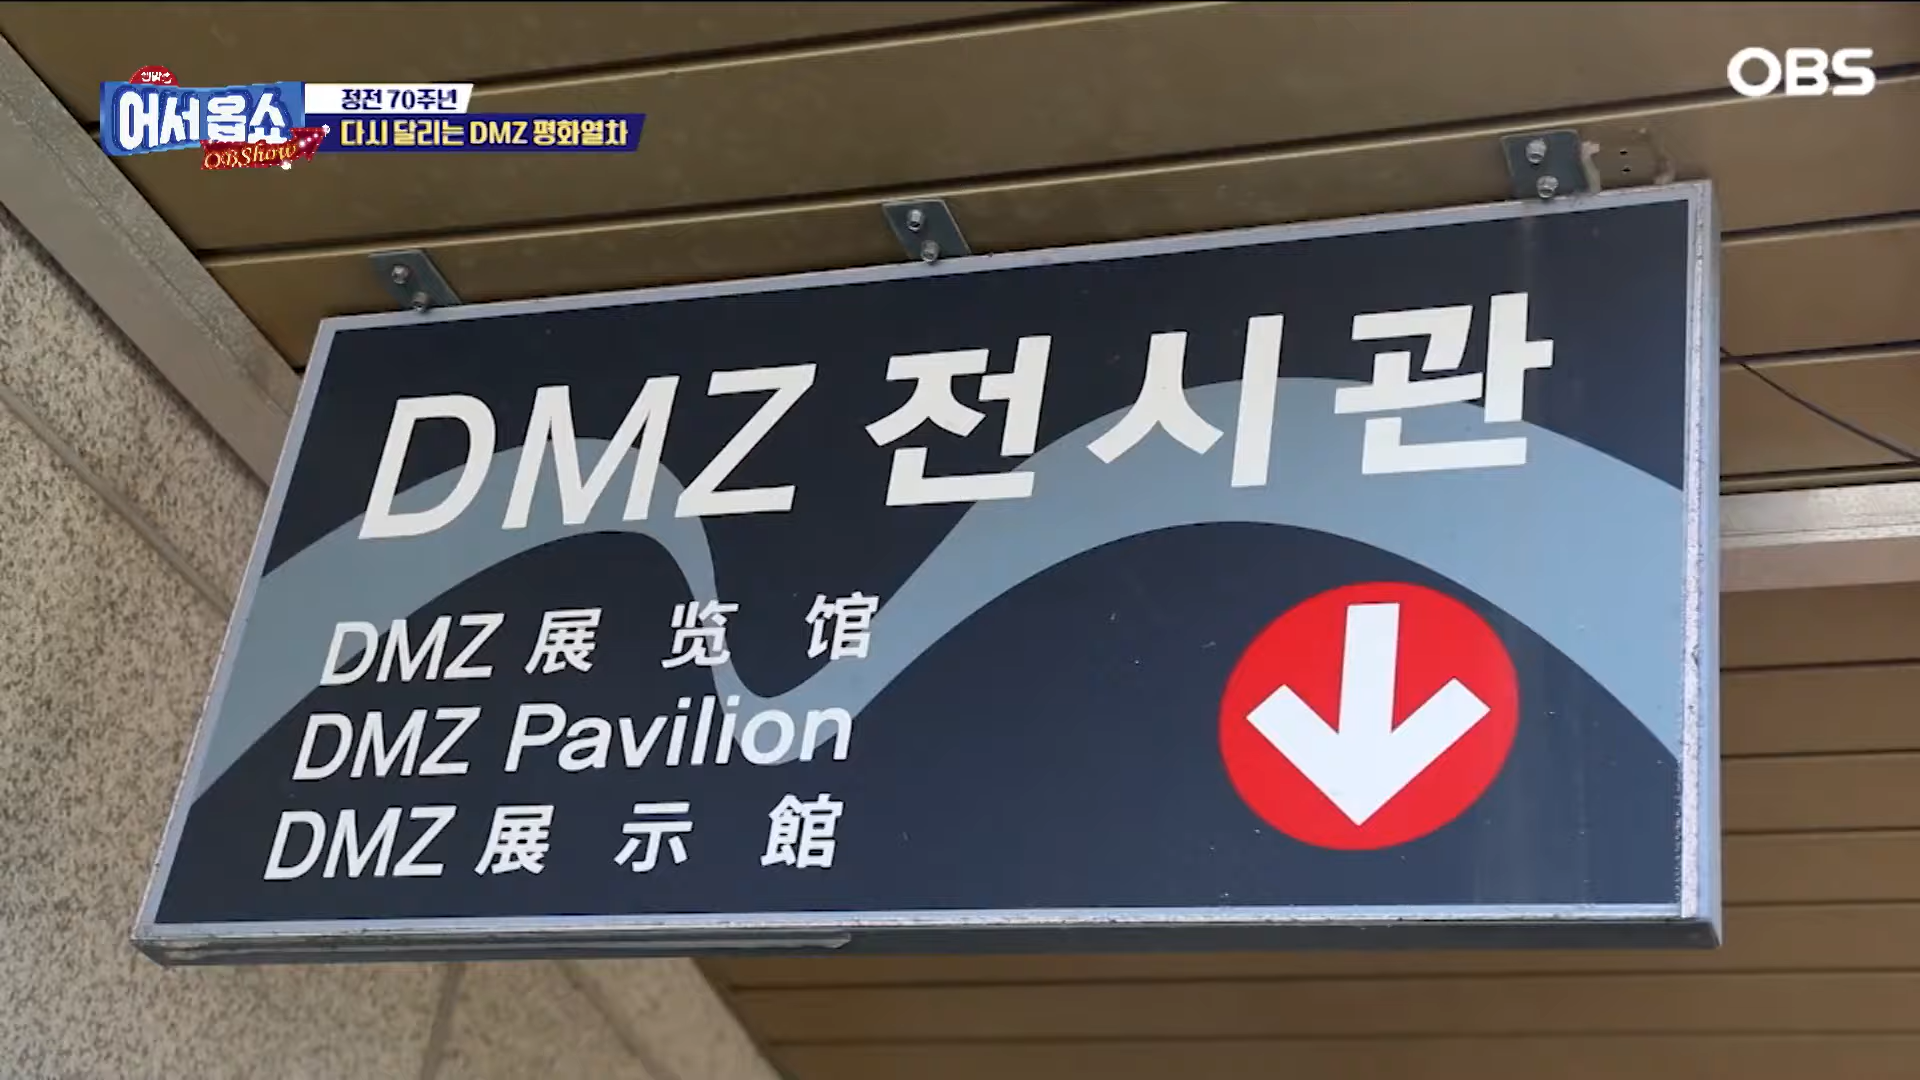 어서옵쇼
OBShow
정전 70주년
다시 달리는 DMZ 평화열차
OBS
DMZ 전시관
DMZ 展览馆
DMZ Pavilion
DMZ 展示館